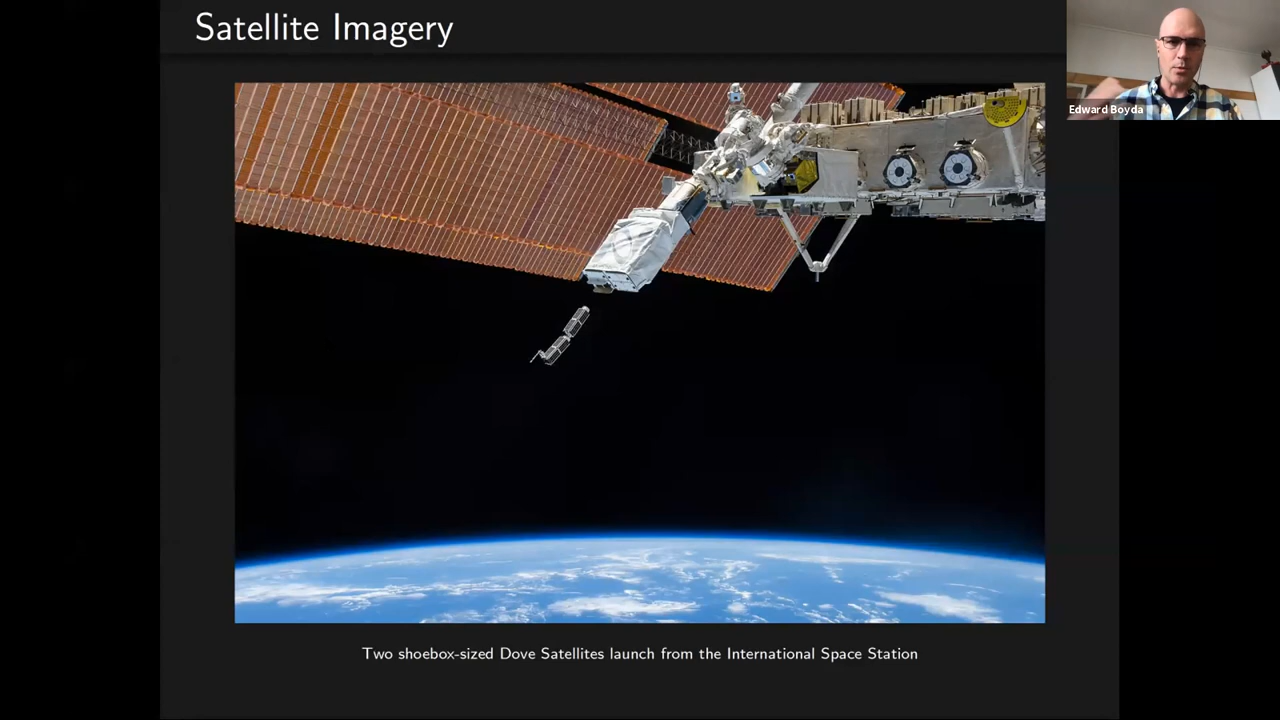 Satellite Imagery
Edward Boyda
Two shoebox-sized Dove Satellites launch from the International Space Station